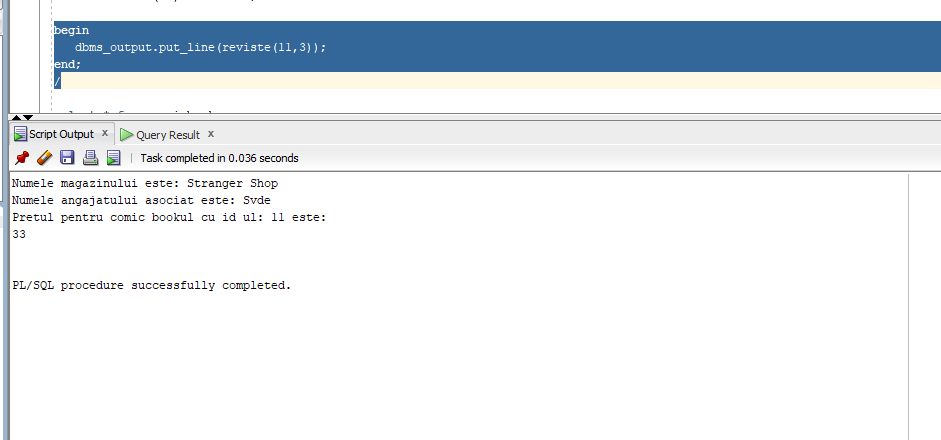 begin
dbms_output.put_line(reviste(11,3));
end;
/
Script Output x
Query Result x
Task completed in 0.036 seconds
Numele magazinului este: Stranger Shop
Numele angajatului asociat este: Svde
Pretul pentru comic bookul cu id ul: 11 este:
33
PL/SQL procedure successfully completed.